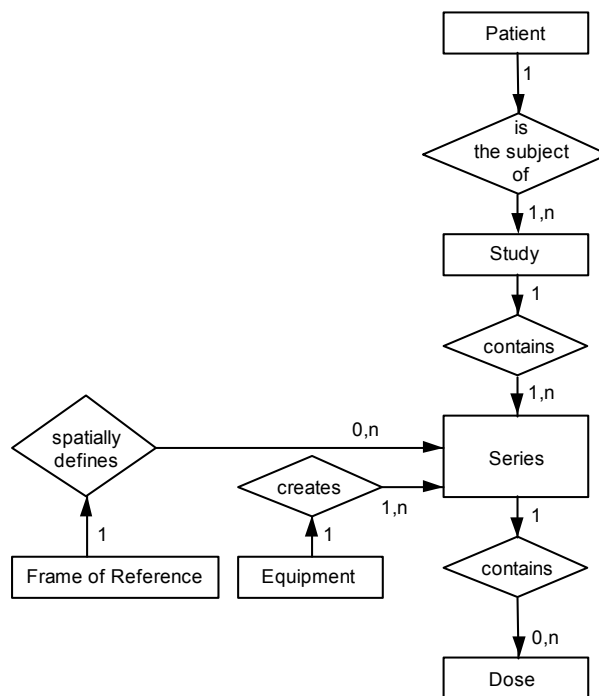 Patient
1
is
the subject
of
1,n
Study
1
contains
1,n
spatially
defines
0,n
Series
creates
1,n
1
1
1
Frame of Reference
Equipment
contains
0,n
Dose